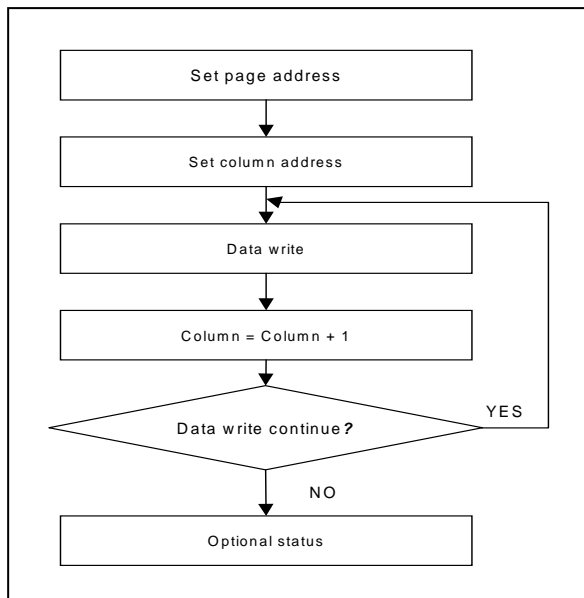 Set page address
Set column address
Data write
Column = Column + 1
Data write continue?
YES
NO
Optional status